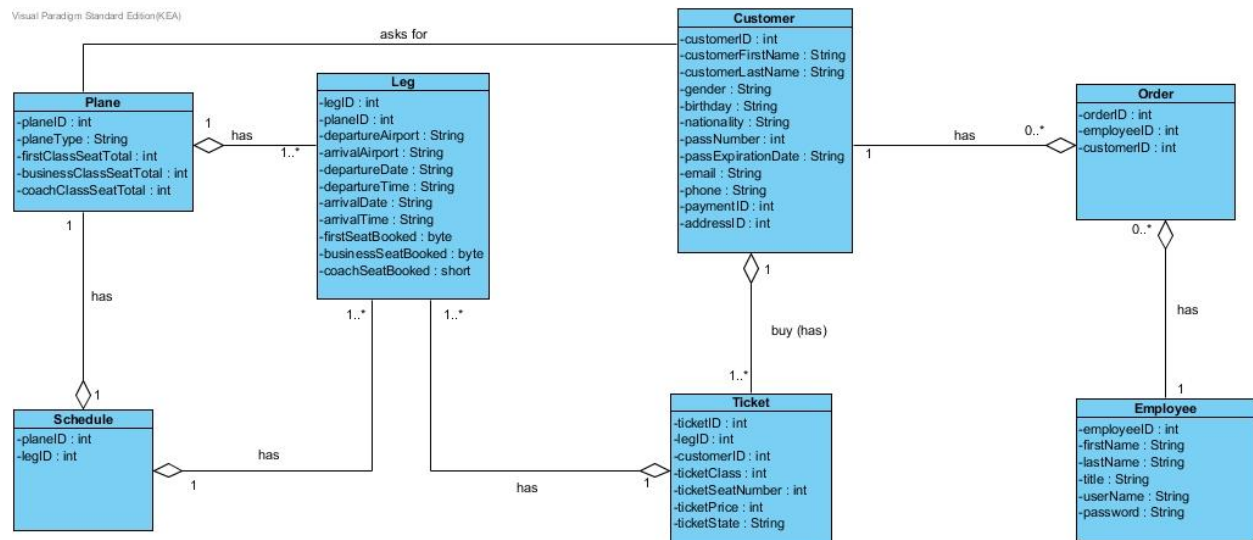 Visual Paradigm Standard Edition(KEA)
asks for
Customer
-customerID : int
-customerFirstName : String
-customerLastName : String
-gender : String
-birthday : String
-nationality : String
-passNumber : int
-passExpirationDate : String
-email : String
-phone : String
-paymentID : int
-addressID : int
Leg
-legID : int
-planeID : int
-departureAirport : String
-arrivalAirport : String
-departureDate : String
-departureTime : String
-arrivalDate : String
-arrivalTime : String
-firstSeatBooked : byte
-businessSeatBooked : byte
-coachSeatBooked : short
Plane
-planeID : int
-planeType : String
-firstClassSeatTotal : int
-businessClassSeatTotal : int
-coachClassSeatTotal : int
1
has
1..*
Order
-orderID : int
-employeeID : int
-customerID : int
has
1
0..*
1
has
1
1..*
1..*
1
buy (has)
1..*
0..*
has
1
Schedule
-planeID : int
-legID : int
has
1
has
1
Ticket
-ticketID : int
-legID : int
-customerID : int
-ticketClass : int
-ticketSeatNumber : int
-ticketPrice : int
-ticketState : String
Employee
-employeeID : int
-firstName : String
-lastName : String
-title : String
-userName : String
-password : String